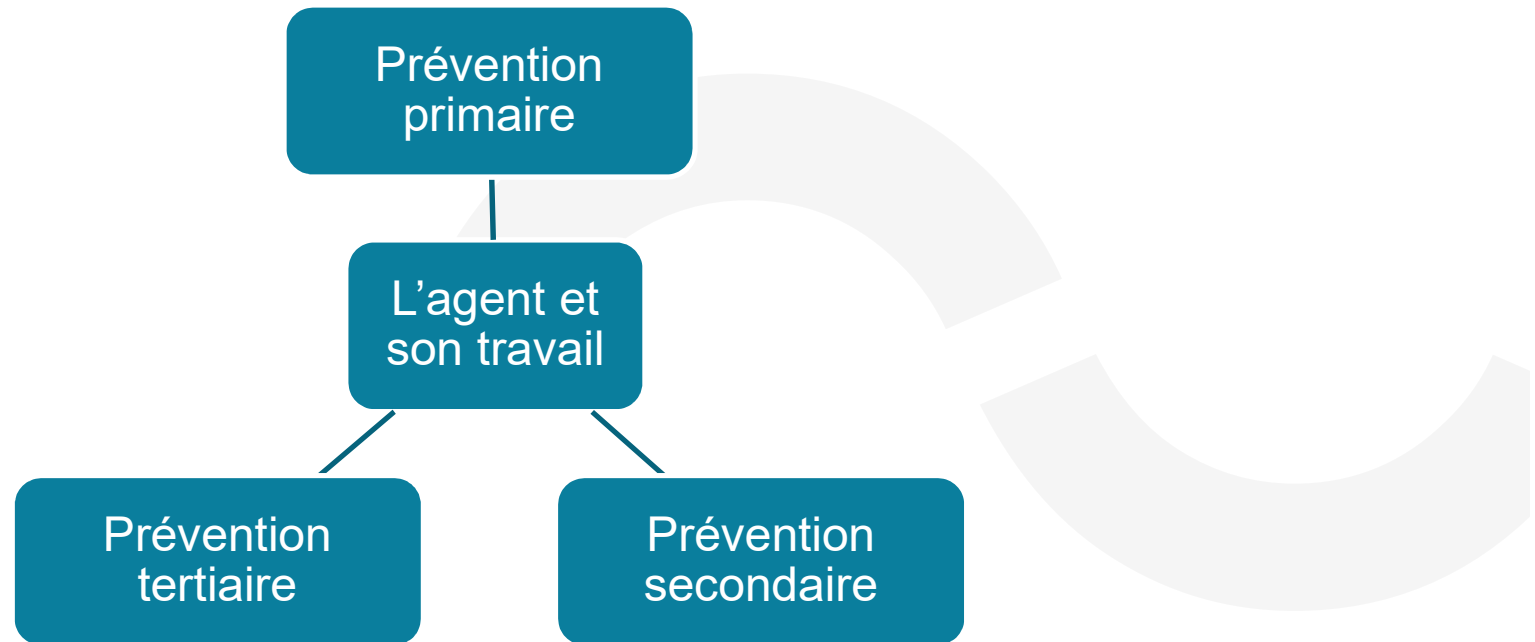 Prévention
primaire
L’agent et
son travail
Prévention
tertiaire
Prévention
secondaire